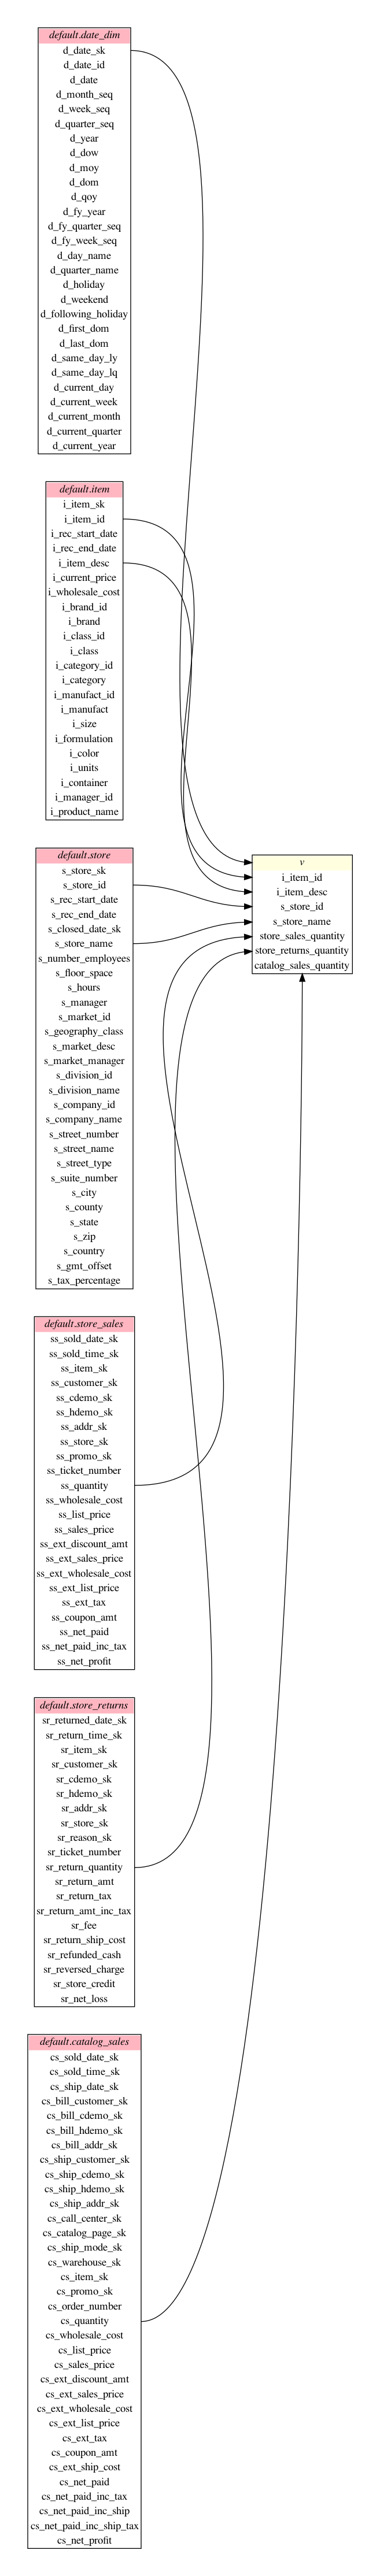 default.date_dim
d_date_sk
d_date_id
d_date
d_month_seq
d_week_seq
d_quarter_seq
d_year
d_dow
d_moy
d_dom
d_qoy
d_fy_year
d_fy_quarter_seq
d_fy_week_seq
d_day_name
d_quarter_name
d_holiday
d_weekend
d_following_holiday
d_first_dom
d_last_dom
d_same_day_ly
d_same_day_lq
d_current_day
d_current_week
d_current_month
d_current_quarter
d_current_year
default.item
i_item_sk
i_item_id
i_rec_start_date
i_rec_end_date
i_item_desc
i_current_price
i_wholesale_cost
i_brand_id
i_brand
i_class_id
i_class
i_category_id
i_category
i_manufact_id
i_manufact
i_size
i_formulation
i_color
i_units
i_container
i_manager_id
i_product_name
default.store
s_store_sk
s_store_id
s_rec_start_date
s_rec_end_date
s_closed_date_sk
s_store_name
s_number_employees
s_floor_space
s_hours
s_manager
s_market_id
s_geography_class
s_market_desc
s_market_manager
s_division_id
s_division_name
s_company_id
s_company_name
s_street_number
s_street_name
s_street_type
s_suite_number
s_city
s_county
s_state
s_zip
s_country
s_gmt_offset
s_tax_percentage
v
i_item_id
i_item_desc
s_store_id
s_store_name
store_sales_quantity
store_returns_quantity
catalog_sales_quantity
default.store_sales
ss_sold_date_sk
ss_sold_time_sk
ss_item_sk
ss_customer_sk
ss_cdemo_sk
ss_hdemo_sk
ss_addr_sk
ss_store_sk
ss_promo_sk
ss_ticket_number
ss_quantity
ss_wholesale_cost
ss_list_price
ss_sales_price
ss_ext_discount_amt
ss_ext_sales_price
ss_ext_wholesale_cost
ss_ext_list_price
ss_ext_tax
ss_coupon_amt
ss_net_paid
ss_net_paid_inc_tax
ss_net_profit
default.store_returns
sr_returned_date_sk
sr_return_time_sk
sr_item_sk
sr_customer_sk
sr_cdemo_sk
sr_hdemo_sk
sr_addr_sk
sr_store_sk
sr_reason_sk
sr_ticket_number
sr_return_quantity
sr_return_amt
sr_return_tax
sr_return_amt_inc_tax
sr_fee
sr_return_ship_cost
sr_refunded_cash
sr_reversed_charge
sr_store_credit
sr_net_loss
default.catalog_sales
cs_sold_date_sk
cs_sold_time_sk
cs_ship_date_sk
cs_bill_customer_sk
cs_bill_cdemo_sk
cs_bill_hdemo_sk
cs_bill_addr_sk
cs_ship_customer_sk
cs_ship_cdemo_sk
cs_ship_hdemo_sk
cs_ship_addr_sk
cs_call_center_sk
cs_catalog_page_sk
cs_ship_mode_sk
cs_warehouse_sk
cs_item_sk
cs_promo_sk
cs_order_number
cs_quantity
cs_wholesale_cost
cs_list_price
cs_sales_price
cs_ext_discount_amt
cs_ext_sales_price
cs_ext_wholesale_cost
cs_ext_list_price
cs_ext_tax
cs_coupon_amt
cs_ext_ship_cost
cs_net_paid
cs_net_paid_inc_tax
cs_net_paid_inc_ship
cs_net_paid_inc_ship_tax
cs_net_profit